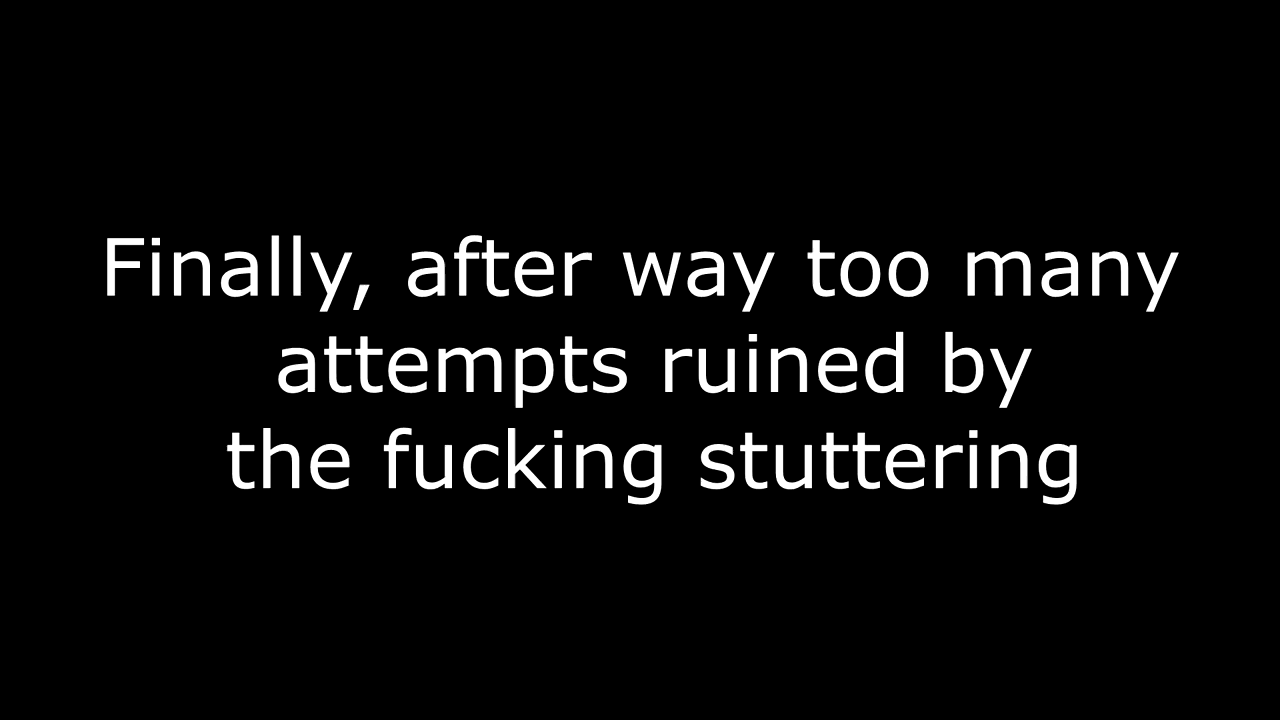 Finally, after way too many
attempts ruined by
the fucking stuttering